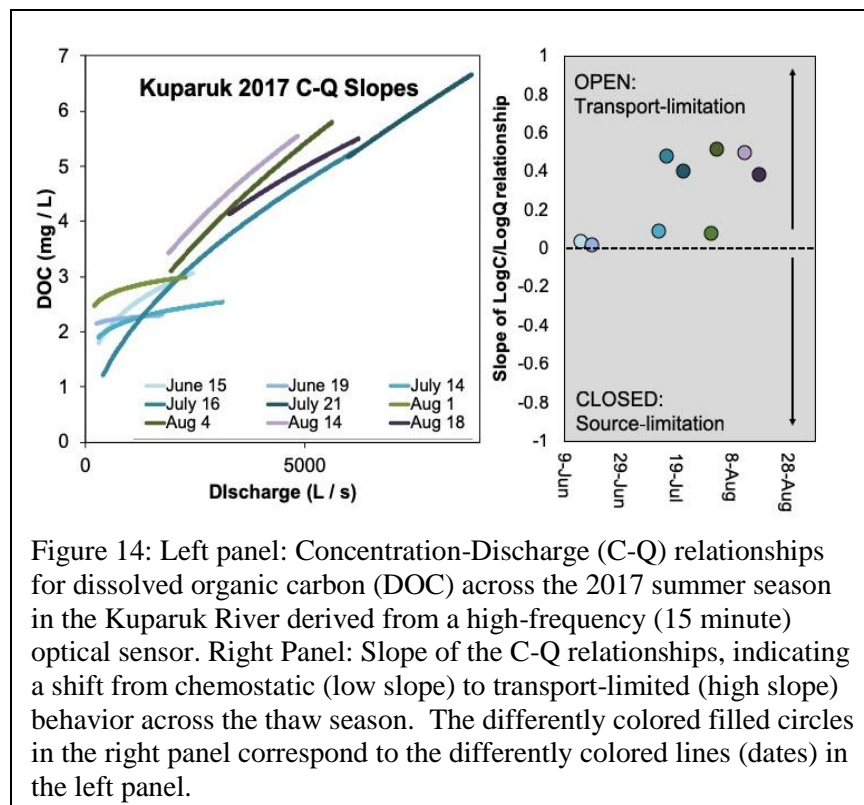 Kuparuk 2017 C-Q Slopes
7
6
5
4
3
2
1
0
DOC (mg / L)
June 15 June 19 July 14
July 16 July 21 Aug 1
Aug 4 Aug 14 Aug 18
0 5000
DIscharge (L / s)
1
0.8
0.6
0.4
0.2
0
-0.2
-0.4
-0.6
-0.8
-1
Slope of LogC/LogQ relationship
OPEN:
Transport-limitation
CLOSED:
Source-limitation
9-Jun
29-Jun
19-Jul
8-Aug
28-Aug
Figure 14: Left panel: Concentration-Discharge (C-Q) relationships
for dissolved organic carbon (DOC) across the 2017 summer season
in the Kuparuk River derived from a high-frequency (15 minute)
optical sensor. Right Panel: Slope of the C-Q relationships, indicating
a shift from chemostatic (low slope) to transport-limited (high slope)
behavior across the thaw season.  The differently colored filled circles
in the right panel correspond to the differently colored lines (dates) in
the left panel.